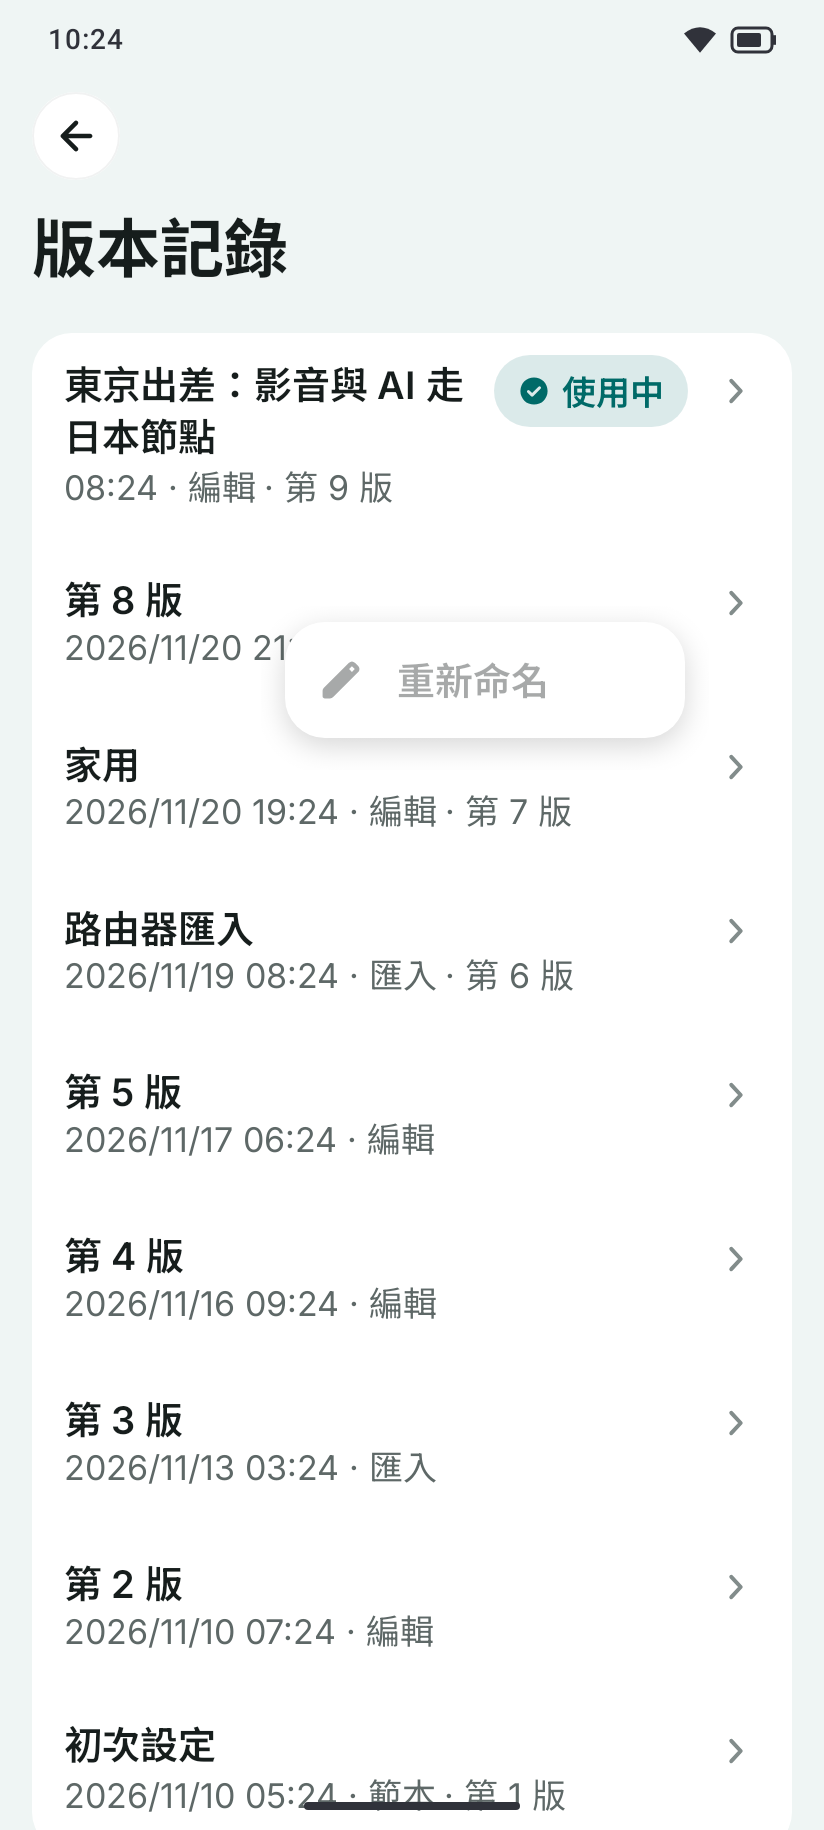 10:24
版本記錄
東京出差：影音與 AI 走
日本節點
使用中
08:24 · 編輯 · 第 9 版
第 8 版
2026/11/20 21
重新命名
家用
2026/11/20 19:24 · 編輯 · 第 7 版
路由器匯入
2026/11/19 08:24 · 匯入 · 第 6 版
第 5 版
2026/11/17 06:24 · 編輯
第 4 版
2026/11/16 09:24 · 編輯
第 3 版
2026/11/13 03:24 · 匯入
第 2 版
2026/11/10 07:24 · 編輯
初次設定
2026/11/10 05:24 · 範本 · 第 1 版